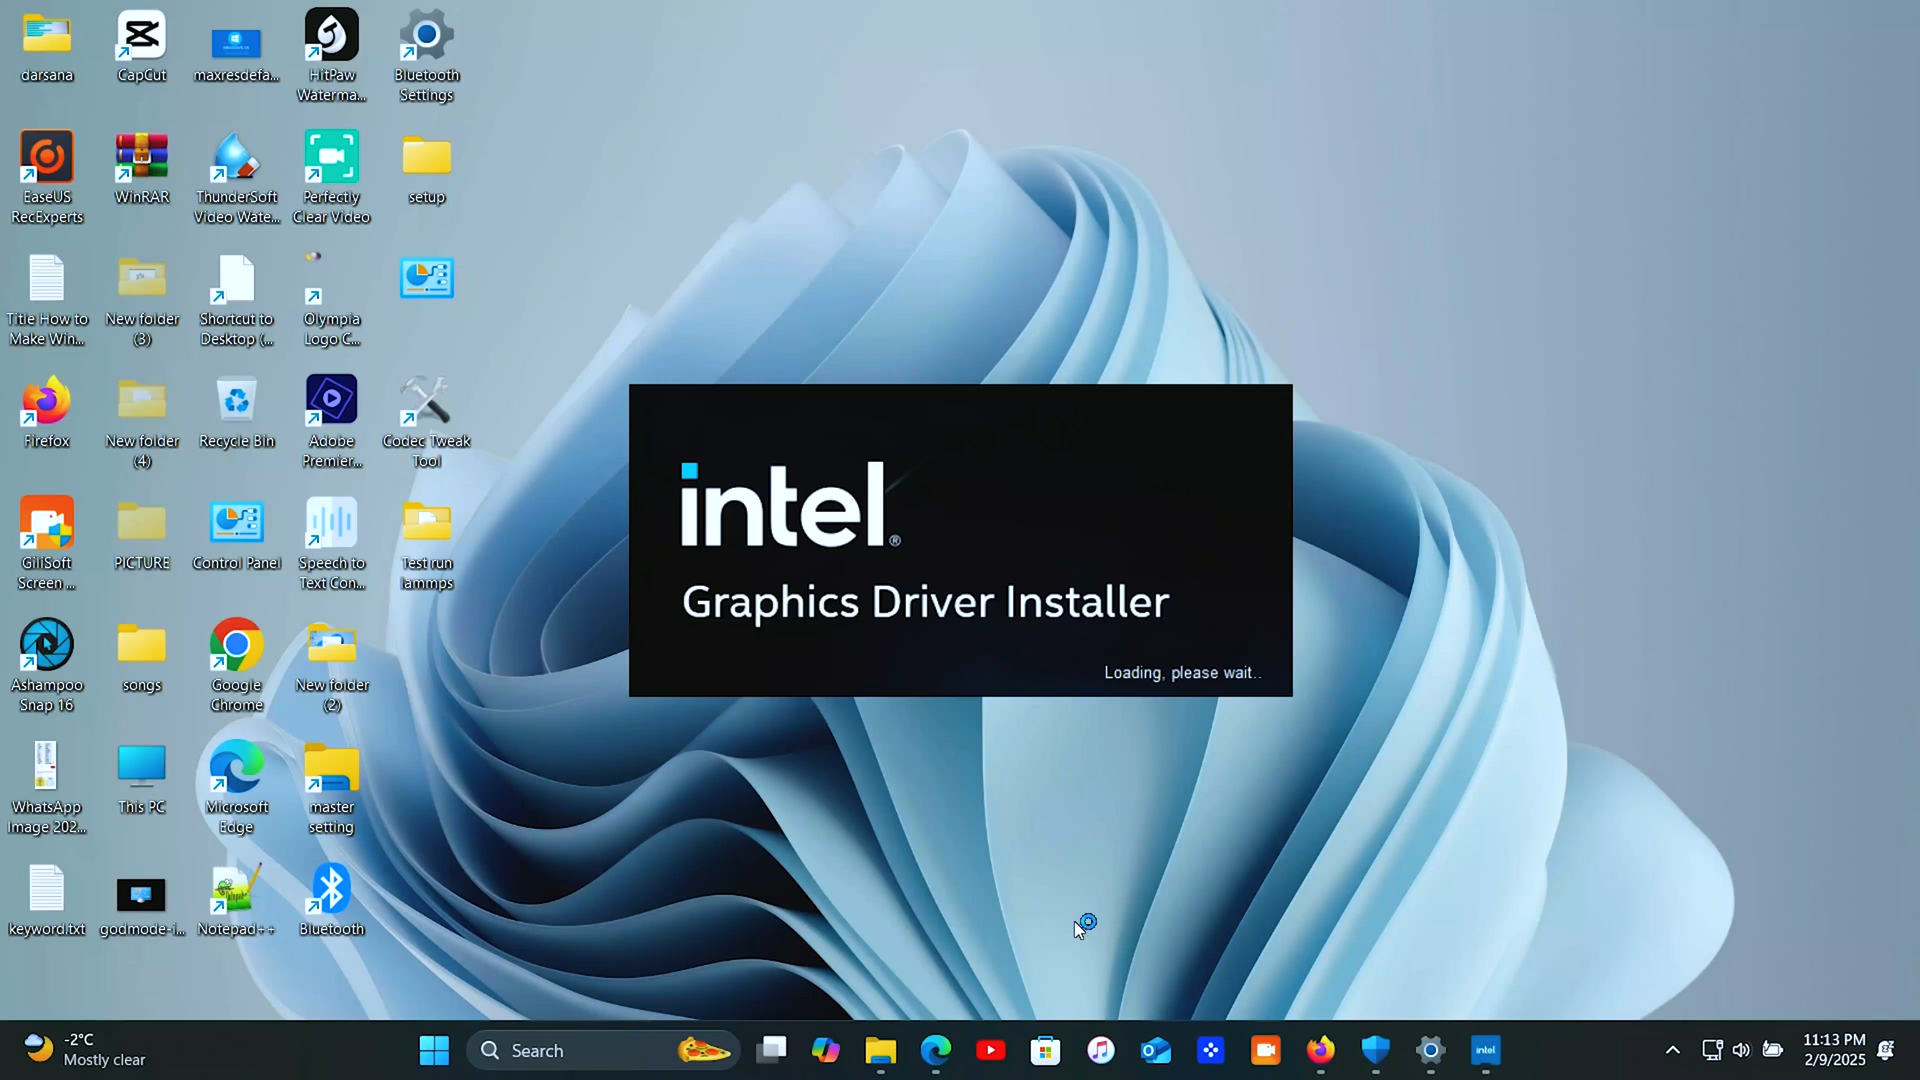 darsana
CapCut
maxresdefa...
HitPaw
Waterma...
Bluetooth
Settings
EaseUS
RecExperts
WinRAR
ThunderSoft
Video Wate...
Perfectly
Clear Video
setup
Title How to
Make Win...
New folder
(3)
Shortcut to
Desktop (...
Olympia
Logo C...
Firefox
New folder
(4)
Recycle Bin
Adobe
Premier...
Codec Tweak
Tool
GiliSoft
Screen ...
PICTURE
Control Panel
Speech to
Text Con...
Test run
lammps
Ashampoo
Snap 16
songs
Google
Chrome
New folder
(2)
WhatsApp
Image 202...
This PC
Microsoft
Edge
master
setting
keyword.txt
godmode-i...
Notepad++
Bluetooth
intel®
Graphics Driver Installer
Loading, please wait..
-2°C
Mostly clear
Search
intel
11:13 PM
2/9/2025